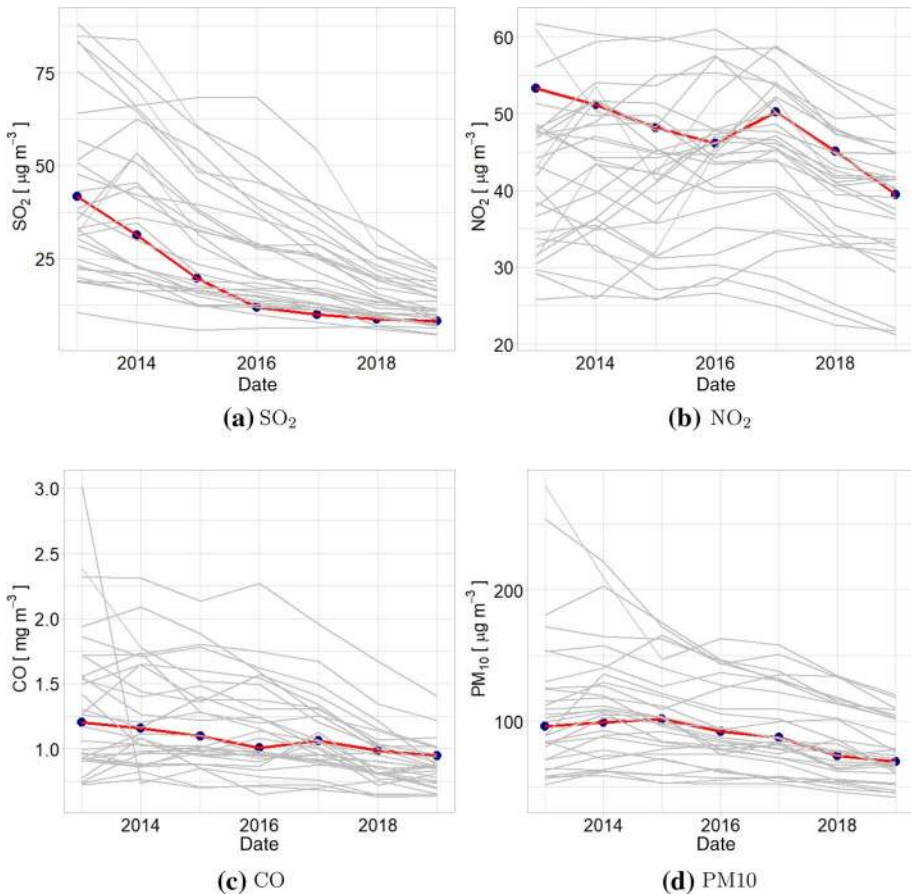 SO₂ [ μg m⁻³ ]
75
50
25
2014 2016 2018
Date
(a) SO₂
NO₂ [ μg m⁻³ ]
60
50
40
30
20
2014 2016 2018
Date
(b) NO₂
CO [ mg m⁻³ ]
3.0
2.5
2.0
1.5
1.0
2014 2016 2018
Date
(c) CO
PM₁₀ [ μg m⁻³ ]
200
100
2014 2016 2018
Date
(d) PM10